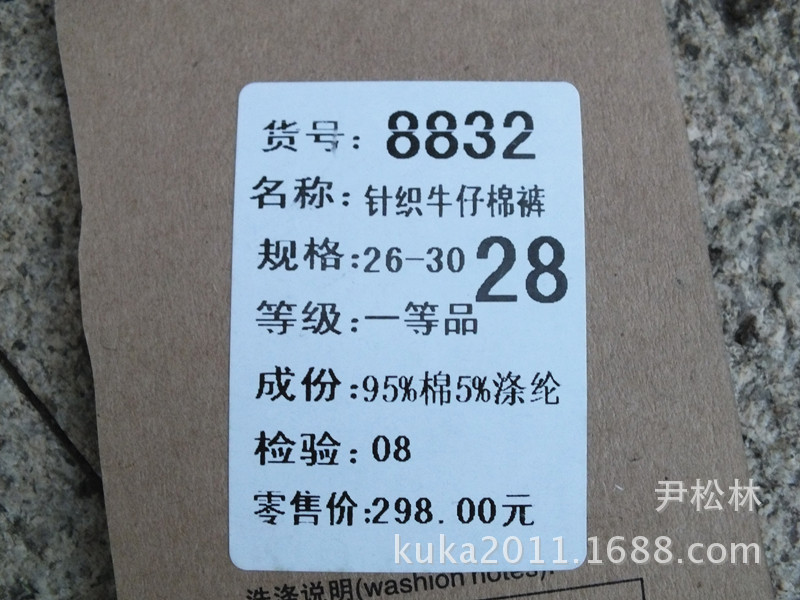 货号: 8832
名称: 针织牛仔棉裤
规格:26-30 28
等级:一等品
成份:95%棉5%涤纶
检验: 08
零售价:298.00元
尹松林
kuka2011.1688.com
洗涤说明(washion notes):